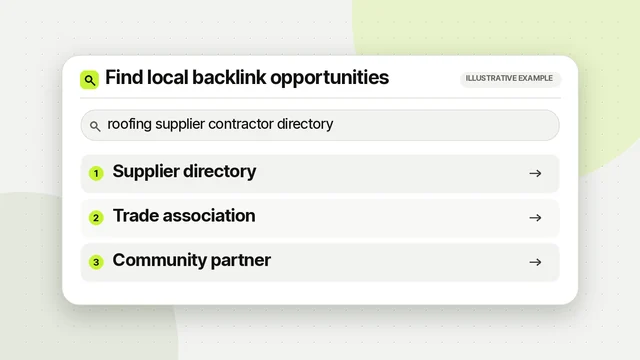 Find local backlink opportunities
ILLUSTRATIVE EXAMPLE
roofing supplier contractor directory
1 Supplier directory
2 Trade association
3 Community partner